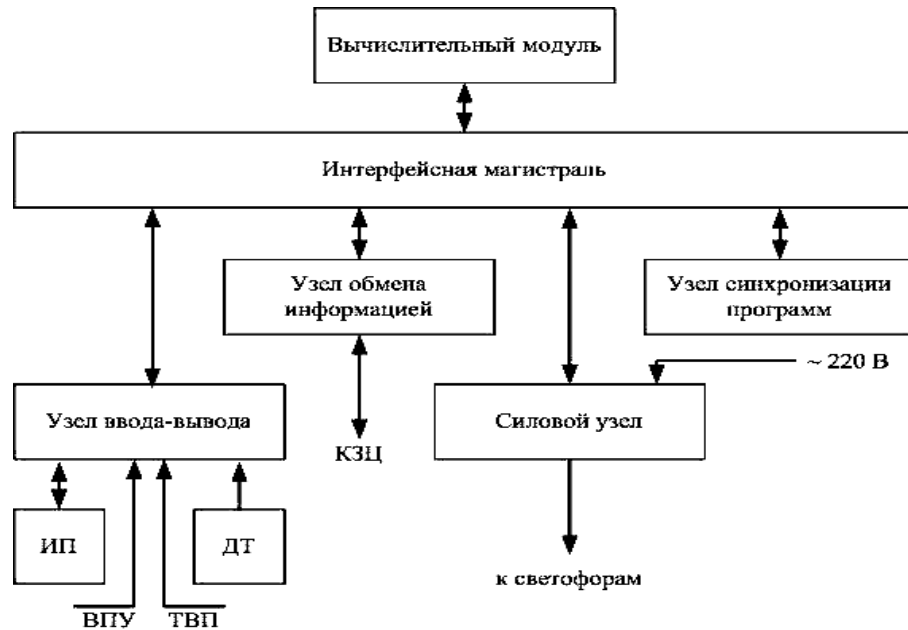 Вычислительный модуль
Интерфейсная магистраль
Узел обмена
информацией
Узел синхронизации
программ
~ 220 В
Узел ввода-вывода
Силовой узел
КЗЦ
ИП
ДТ
к светофорам
ВПУ
ТВП